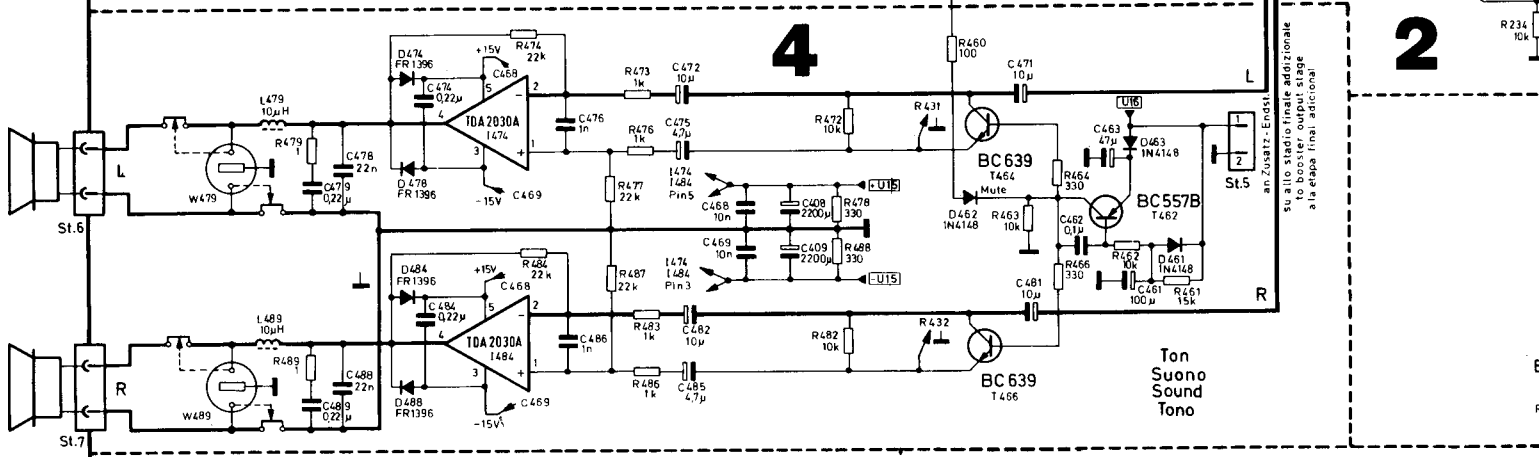 4
2
R234
10k
R460
100
C471
10µ
L
D474
FR1396
+15V
C468
R474
22k
C474
0,22µ
TDA2030A
I474
5
4
2
3
1
−
+
D478
FR1396
-15V
C469
C476
1n
R473
1k
C472
10µ
R476
1k
C475
4,7µ
R472
10k
R431
BC639
T464
U16
C463
47µ
D463
1N4148
1
2
St.5
R464
330
BC557B
T462
L479
10µH
R479
1
C479
0,22µ
C478
22n
W479
L
St.6
R477
22k
I474
I484
Pin5
C468
10n
C408
2200µ
R478
330
+U15
C469
10n
C409
2200µ
R488
330
-U15
I474
I484
Pin3
Mute
D462
1N4148
R463
10k
C462
0,1µ
R462
10k
D461
1N4148
R466
330
C461
100µ
R461
15k
C481
10µ
R
an Zusatz-Endst.
su allo stadio finale addizionale
to booster output stage
a la etapa final adicional
D484
FR1396
+15V
C468
R484
22k
C484
0,22µ
TDA2030A
I484
5
4
2
3
1
−
+
D488
FR1396
-15V
C469
C486
1n
R487
22k
R483
1k
C482
10µ
R486
1k
C485
4,7µ
R482
10k
R432
BC639
T466
L489
10µH
R489
1
C489
0,22µ
C488
22n
W489
R
St.7
Ton
Suono
Sound
Tono